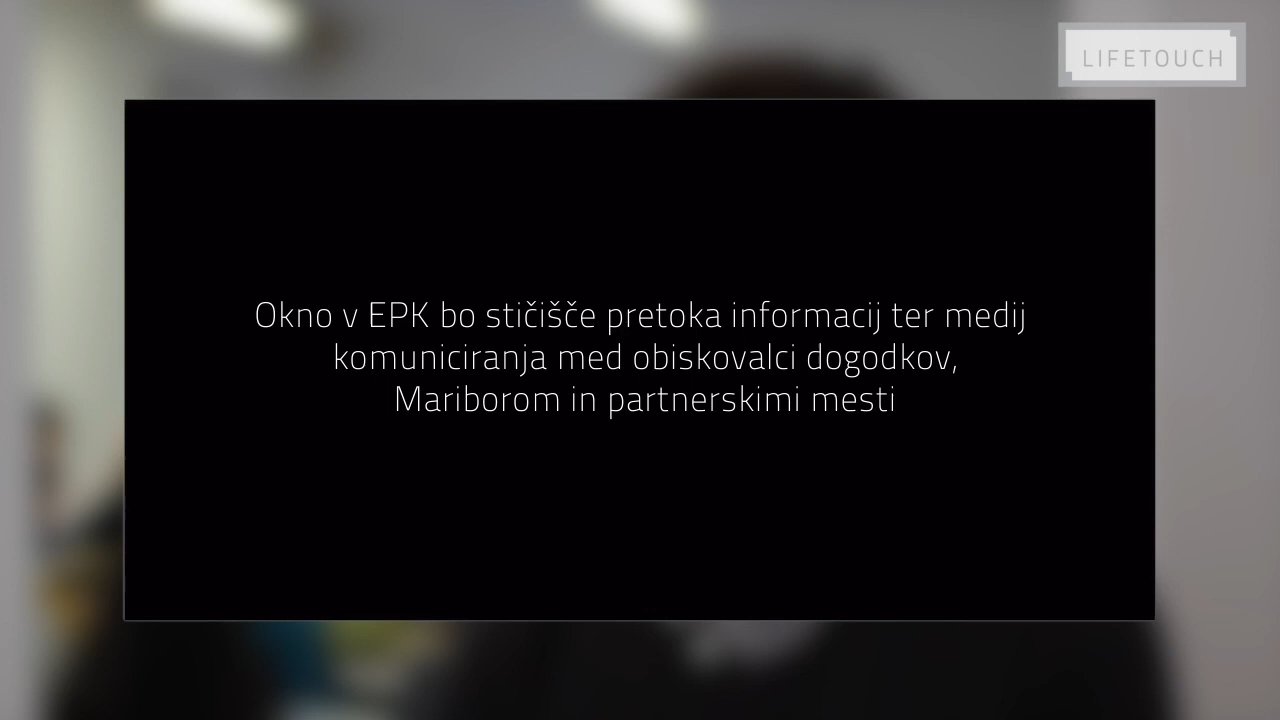 LIFETOUCH
Okno v EPK bo stičišče pretoka informacij ter medij
komuniciranja med obiskovalci dogodkov,
Mariborom in partnerskimi mesti